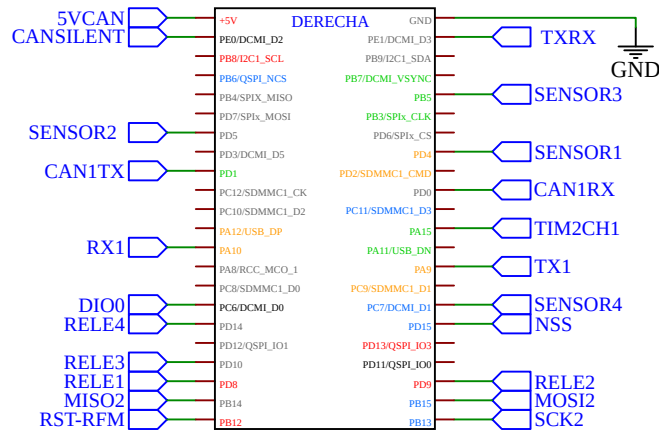 DERECHA
5VCAN +5V GND
CANSILENT PE0/DCMI_D2 PE1/DCMI_D3 TXRX
PB8/I2C1_SCL PB9/I2C1_SDA GND
PB6/QSPI_NCS PB7/DCMI_VSYNC
PB4/SPIX_MISO PB5 SENSOR3
PD7/SPIx_MOSI PB3/SPIx_CLK
SENSOR2 PD5 PD6/SPIx_CS
PD3/DCMI_D5 PD4 SENSOR1
CAN1TX PD1 PD2/SDMMC1_CMD
PC12/SDMMC1_CK PD0 CAN1RX
PC10/SDMMC1_D2 PC11/SDMMC1_D3
PA12/USB_DP PA15 TIM2CH1
RX1 PA10 PA11/USB_DN
PA8/RCC_MCO_1 PA9 TX1
PC8/SDMMC1_D0 PC9/SDMMC1_D1
DIO0 PC6/DCMI_D0 PC7/DCMI_D1 SENSOR4
RELE4 PD14 PD15 NSS
PD12/QSPI_IO1 PD13/QSPI_IO3
RELE3 PD10 PD11/QSPI_IO0
RELE1 PD8 PD9 RELE2
MISO2 PB14 PB15 MOSI2
RST-RFM PB12 PB13 SCK2